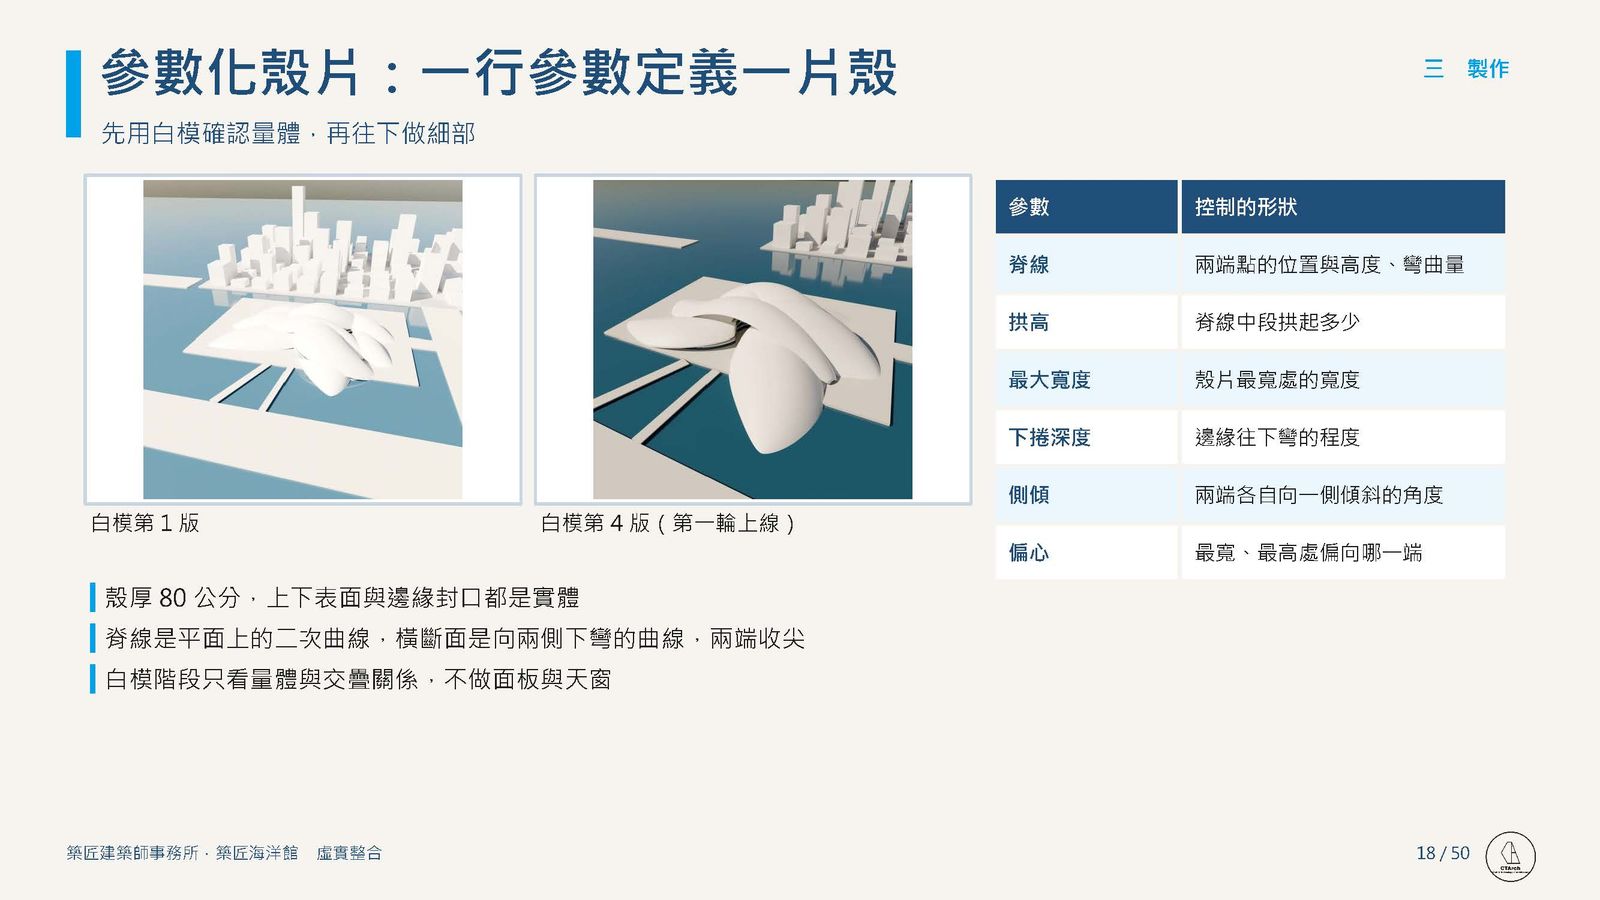 參數化殼片：一行參數定義一片殼
三　製作
先用白模確認量體，再往下做細部
白模第 1 版
白模第 4 版（第一輪上線）
參數　控制的形狀
脊線　兩端點的位置與高度、彎曲量
拱高　脊線中段拱起多少
最大寬度　殼片最寬處的寬度
下捲深度　邊緣往下彎的程度
側傾　兩端各自向一側傾斜的角度
偏心　最寬、最高處偏向哪一端
殼厚 80 公分，上下表面與邊緣封口都是實體
脊線是平面上的二次曲線，橫斷面是向兩側下彎的曲線，兩端收尖
白模階段只看量體與交疊關係，不做面板與天窗
築匠建築師事務所．築匠海洋館　虛實整合
18 / 50
CTArch